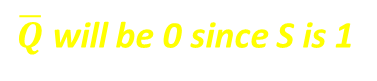 Q̅ will be 0 since S is 1